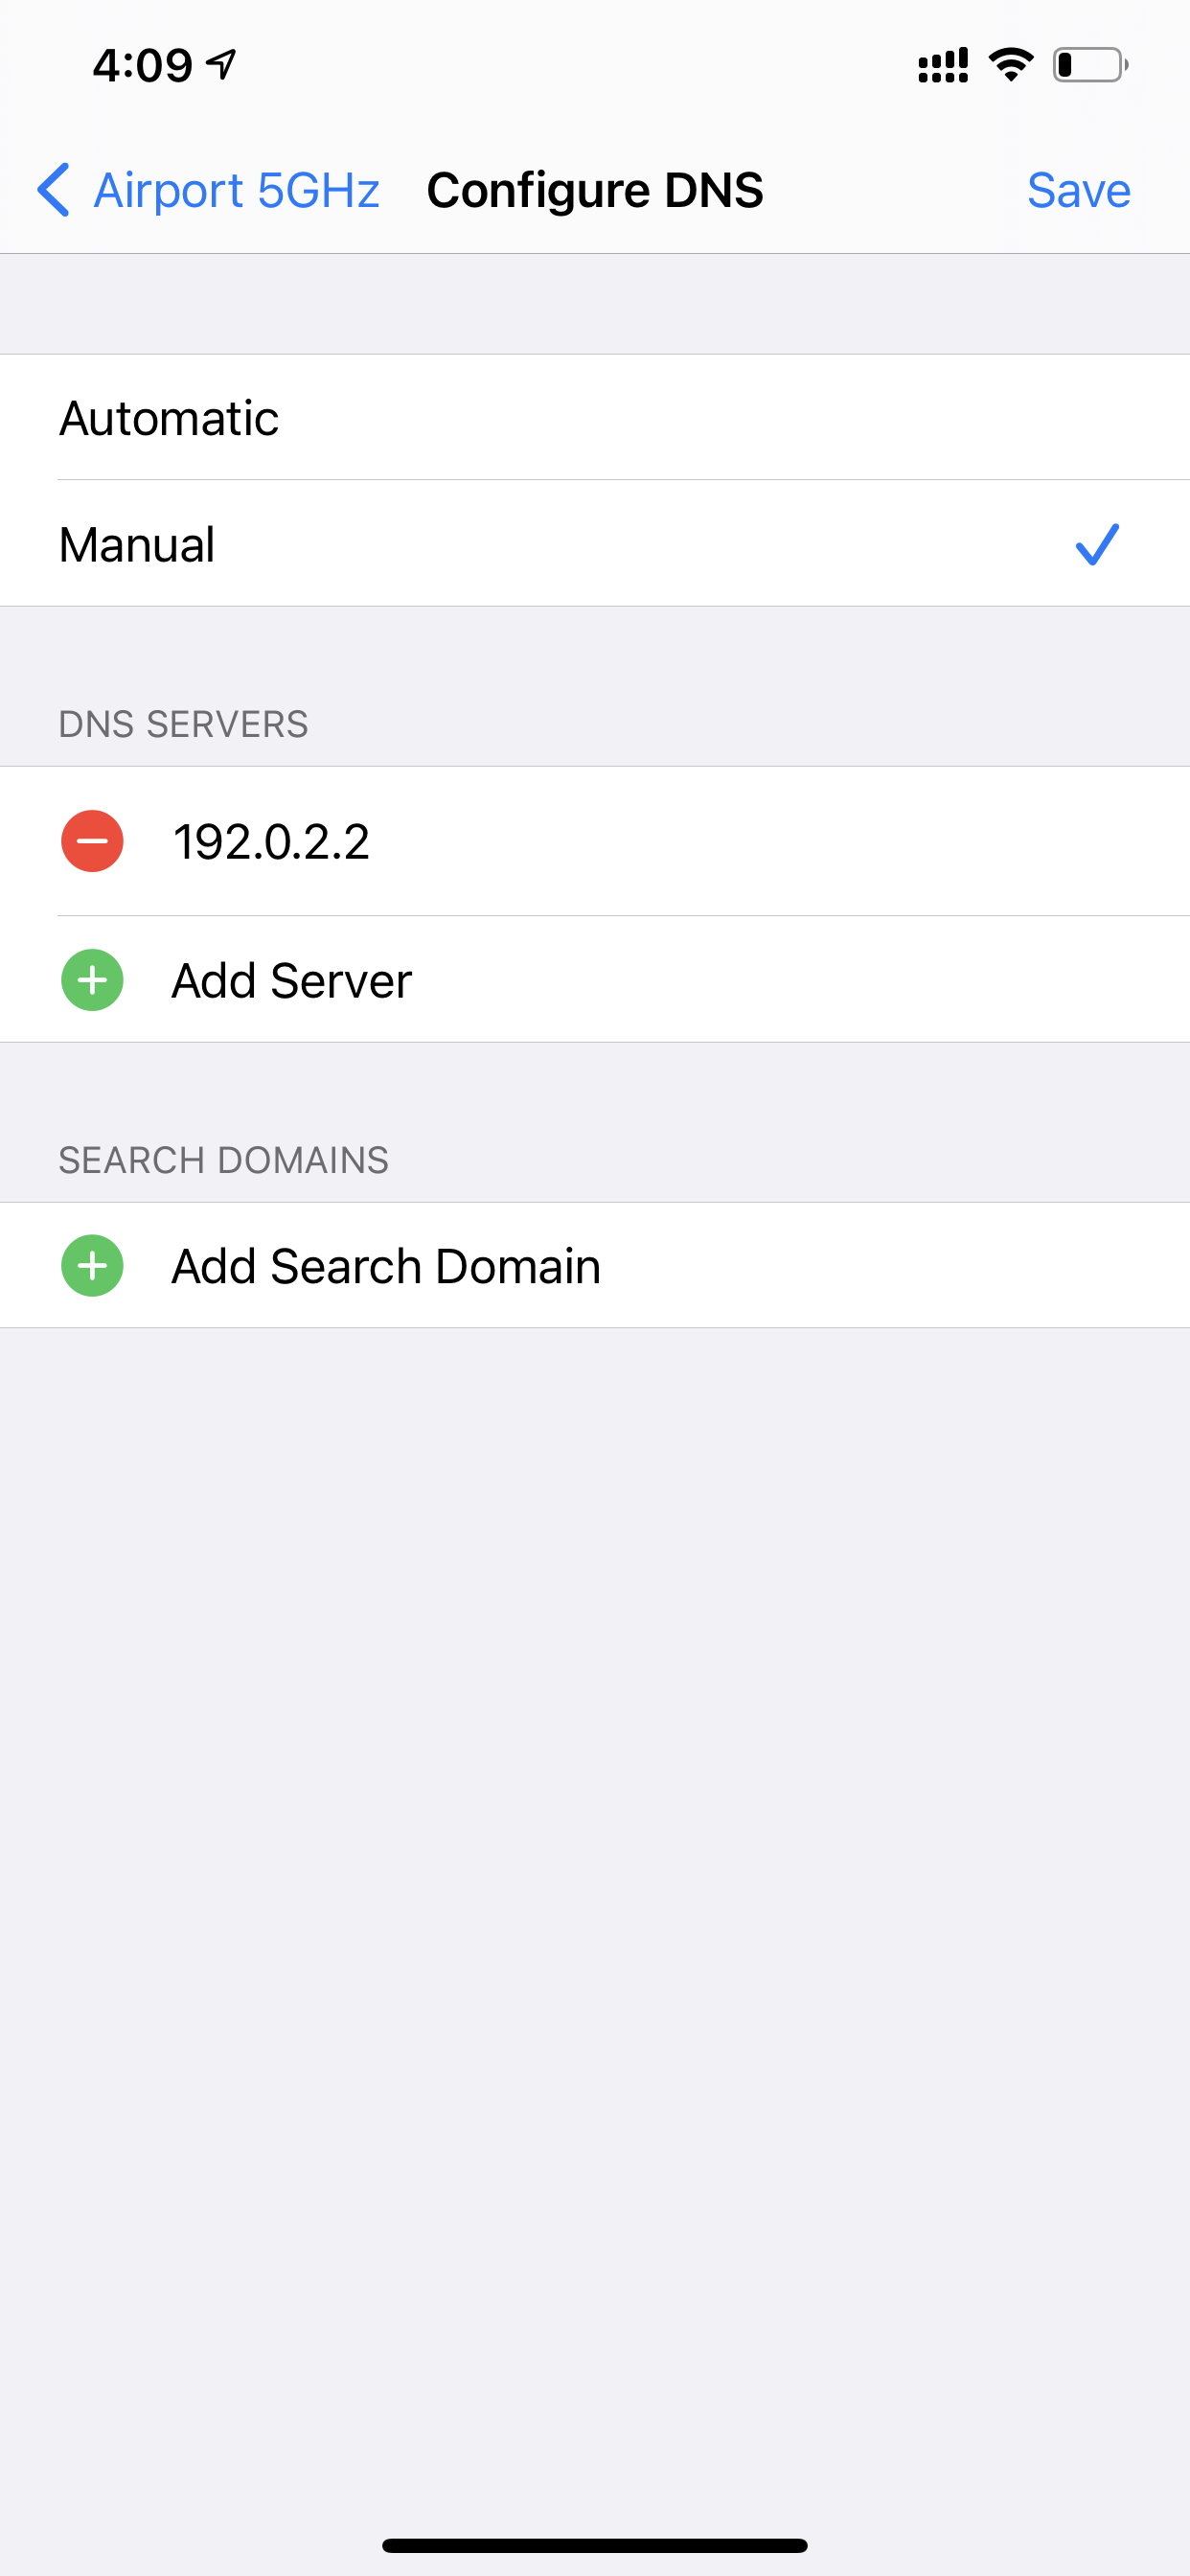 4:09
Airport 5GHz Configure DNS Save
Automatic
Manual
DNS SERVERS
192.0.2.2
Add Server
SEARCH DOMAINS
Add Search Domain